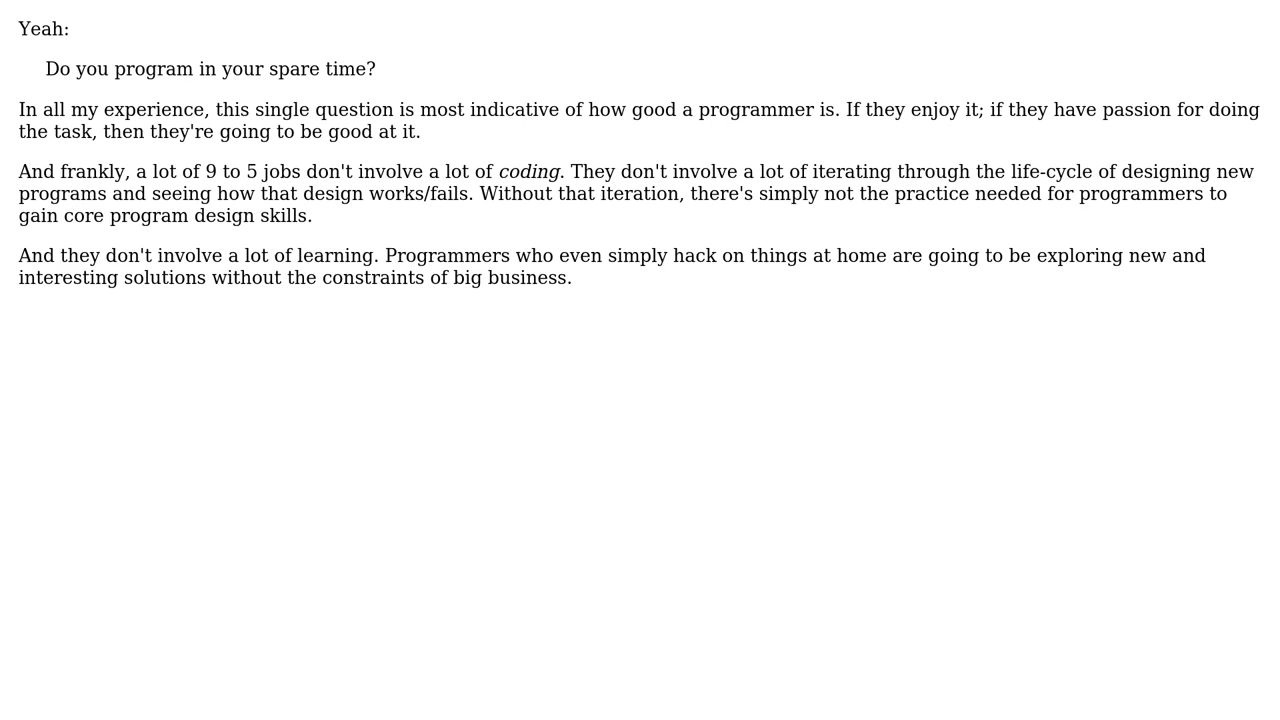 Yeah:
Do you program in your spare time?
In all my experience, this single question is most indicative of how good a programmer is. If they enjoy it; if they have passion for doing
the task, then they're going to be good at it.
And frankly, a lot of 9 to 5 jobs don't involve a lot of coding. They don't involve a lot of iterating through the life-cycle of designing new
programs and seeing how that design works/fails. Without that iteration, there's simply not the practice needed for programmers to
gain core program design skills.
And they don't involve a lot of learning. Programmers who even simply hack on things at home are going to be exploring new and
interesting solutions without the constraints of big business.